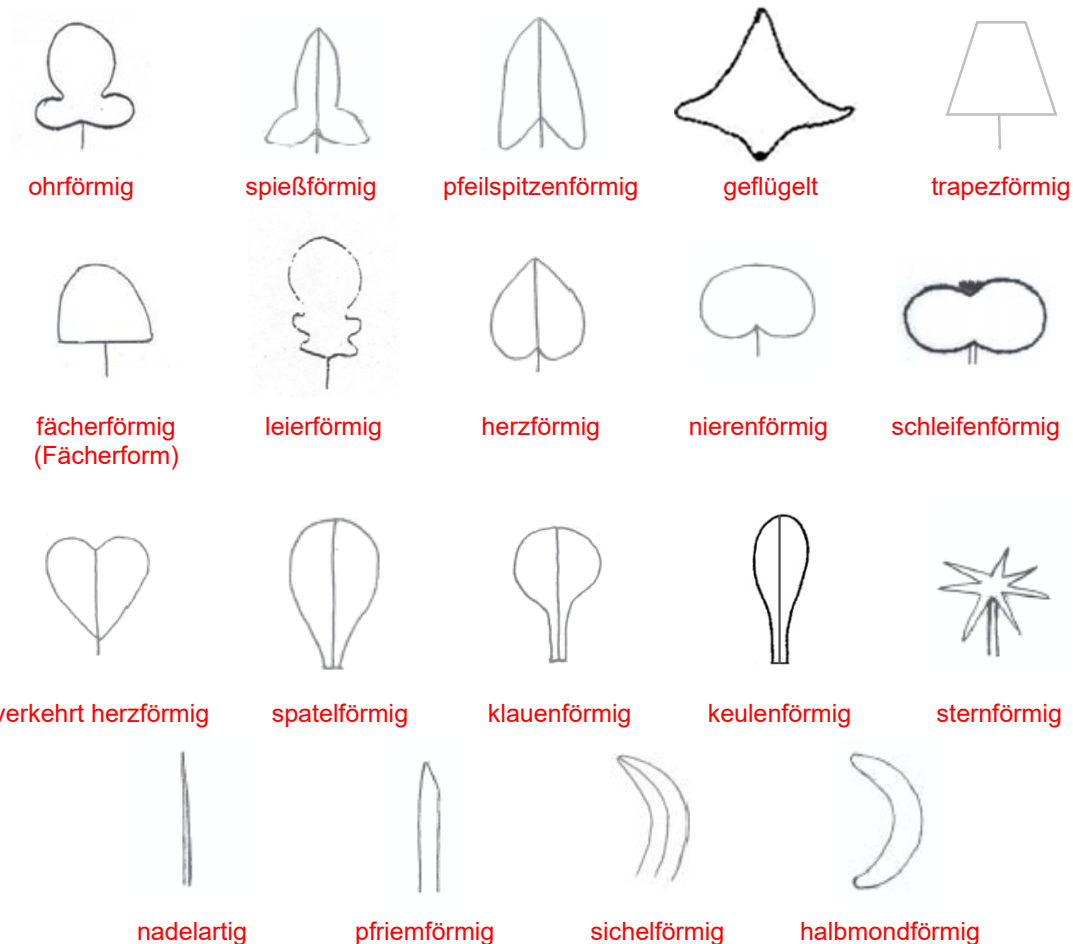 ohrförmig
spießförmig
pfeilspitzenförmig
geflügelt
trapezförmig
fächerförmig
(Fächerform)
leierförmig
herzförmig
nierenförmig
schleifenförmig
verkehrt herzförmig
spatelförmig
klauenförmig
keulenförmig
sternförmig
nadelartig
pfriemförmig
sichelförmig
halbmondförmig